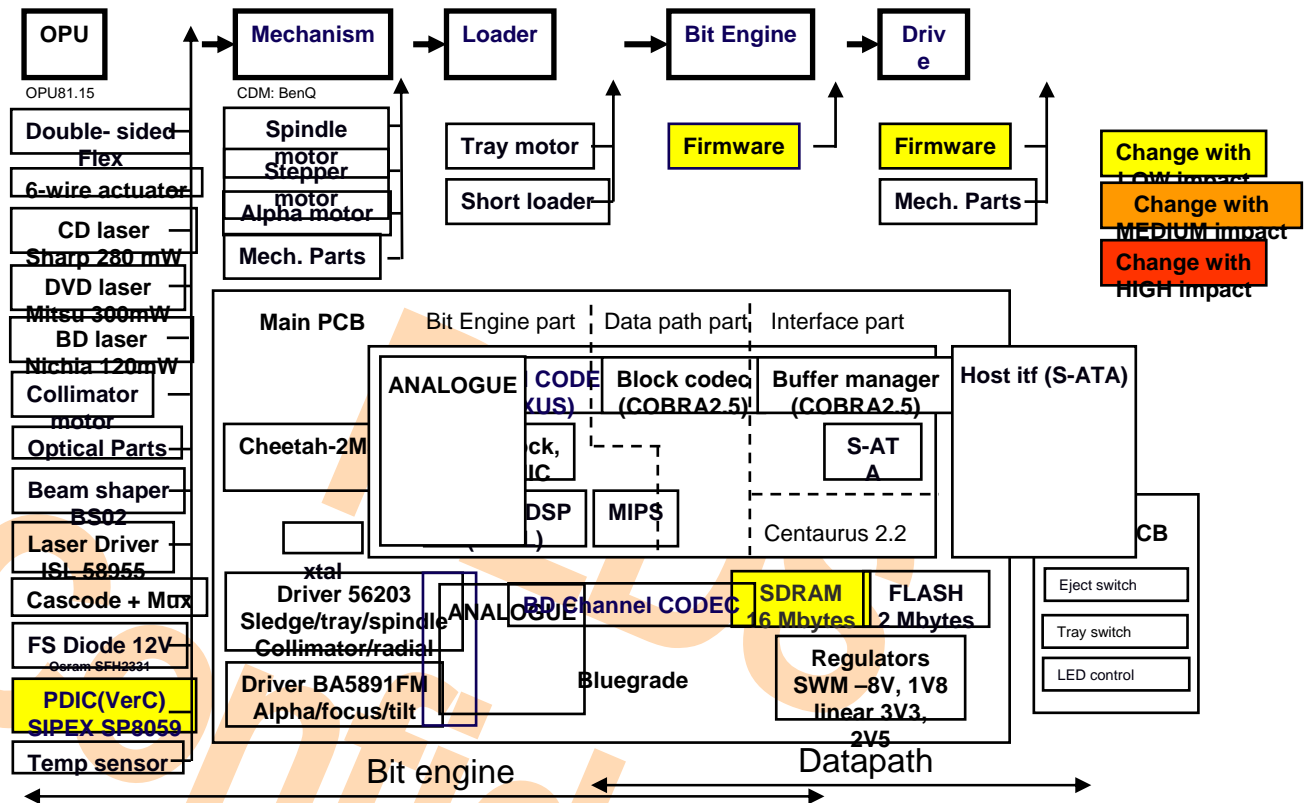 OPU
Mechanism
Loader
Bit Engine
Driv
e
OPU81.15
CDM: BenQ
Double- sided
Flex
6-wire actuator
CD laser
Sharp 280 mW
DVD laser
Mitsu 300mW
BD laser
Nichia 120mW
Collimator
motor
Optical Parts
Beam shaper
BS02
Laser Driver
ISL 58955
Cascode + Mux
FS Diode 12V
Osram SFH2331
PDIC(VerC)
SIPEX SP8059
Temp sensor
Spindle
motor
Stepper
motor
Alpha motor
Mech. Parts
Tray motor
Short loader
Firmware
Firmware
Mech. Parts
Change with
LOW impact
Change with
MEDIUM impact
Change with
HIGH impact
Main PCB
Bit Engine part
Data path part
Interface part
ANALOGUE
CODE
XUS)
Block codec
(COBRA2.5)
Buffer manager
(COBRA2.5)
Host itf (S-ATA)
Cheetah-2M
ock,
IC
S-AT
A
DSP
MIPS
Centaurus 2.2
CB
xtal
Driver 56203
Sledge/tray/spindle
Collimator/radial
ANALOGUE
BD Channel CODEC
SDRAM
16 Mbytes
FLASH
2 Mbytes
Eject switch
Tray switch
LED control
Driver BA5891FM
Alpha/focus/tilt
Bluegrade
Regulators
SWM –8V, 1V8
linear 3V3,
2V5
Bit engine
Datapath